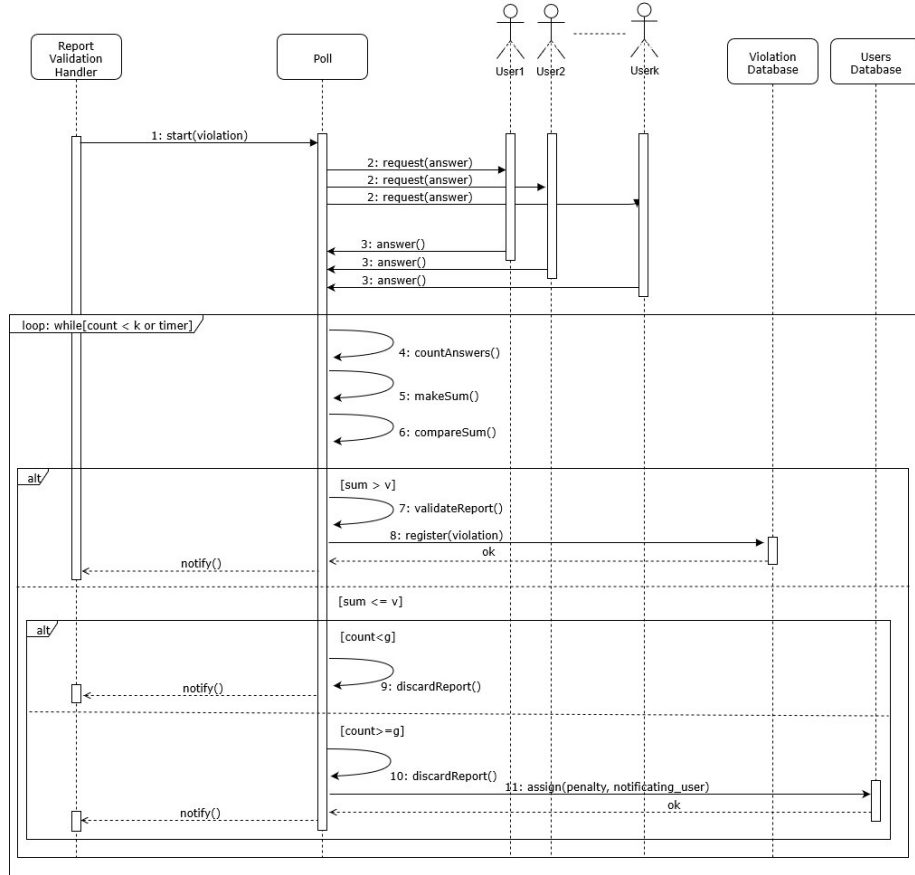 Report
Validation
Handler
Poll
User1
User2
Userk
Violation
Database
Users
Database
1: start(violation)
2: request(answer)
2: request(answer)
2: request(answer)
3: answer()
3: answer()
3: answer()
loop: while[count < k or timer]
4: countAnswers()
5: makeSum()
6: compareSum()
alt
[sum > v]
7: validateReport()
8: register(violation)
ok
notify()
[sum <= v]
alt
[count<g]
9: discardReport()
notify()
[count>=g]
10: discardReport()
11: assign(penalty, notificating_user)
ok
notify()